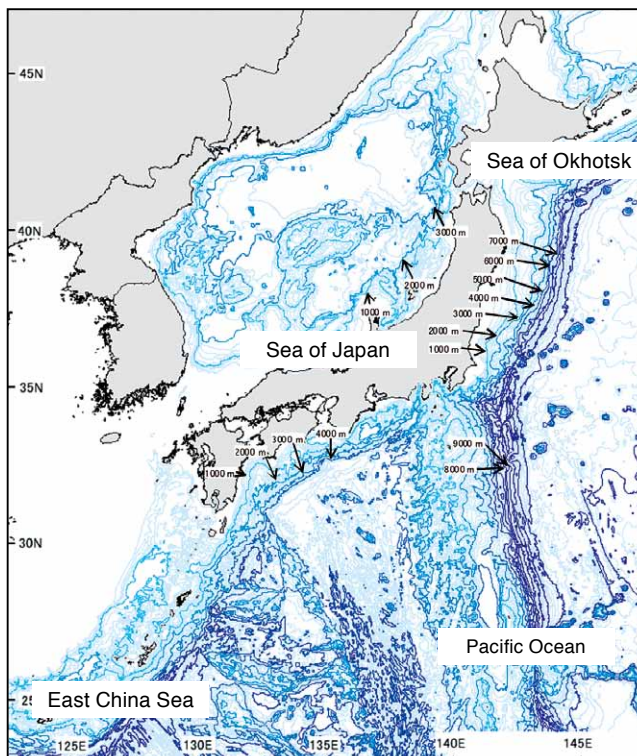 45N
Sea of Okhotsk
40N
3000 m
7000 m
6000 m
2000 m
5000 m
4000 m
1000 m
3000 m
2000 m
Sea of Japan
1000 m
35N
4000 m
3000 m
2000 m
9000 m
1000 m
8000 m
30N
Pacific Ocean
East China Sea
25
125E
130E
135E
140E
145E